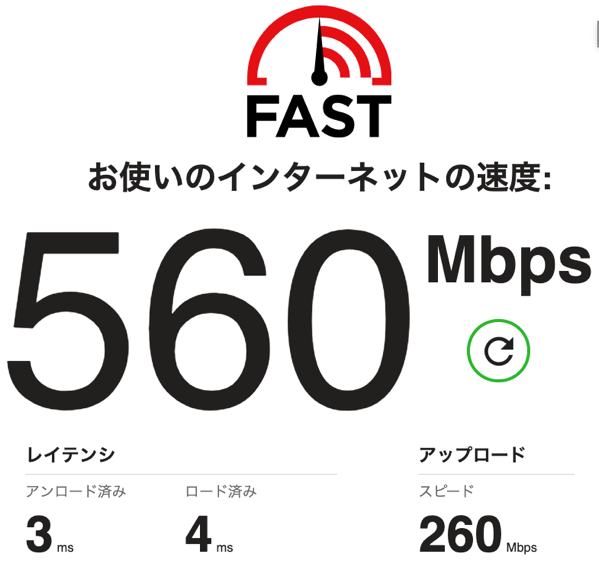 FAST
お使いのインターネットの速度:
560 Mbps
レイテンシ
アンロード済み ロード済み
3 ms 4 ms
アップロード
スピード
260 Mbps